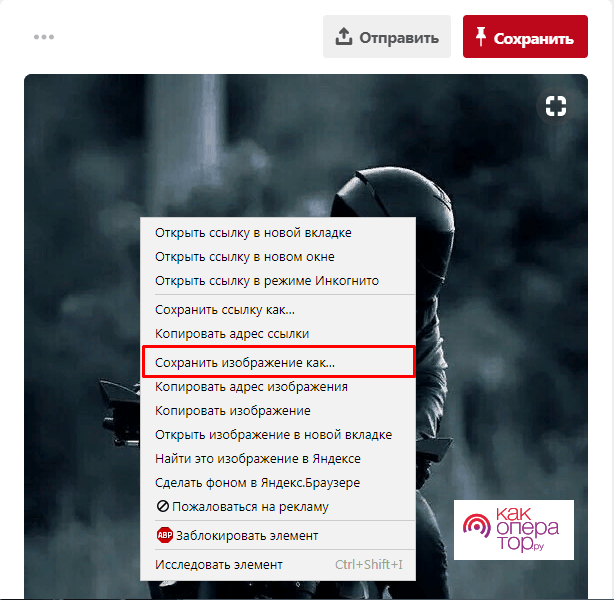 Отправить
Сохранить
Открыть ссылку в новой вкладке
Открыть ссылку в новом окне
Открыть ссылку в режиме Инкогнито
Сохранить ссылку как...
Копировать адрес ссылки
Сохранить изображение как...
Копировать адрес изображения
Копировать изображение
Открыть изображение в новой вкладке
Найти это изображение в Яндексе
Сделать фоном в Яндекс.Браузере
Пожаловаться на рекламу
ABP Заблокировать элемент
Исследовать элемент Ctrl+Shift+I
как
опера
тор.ру